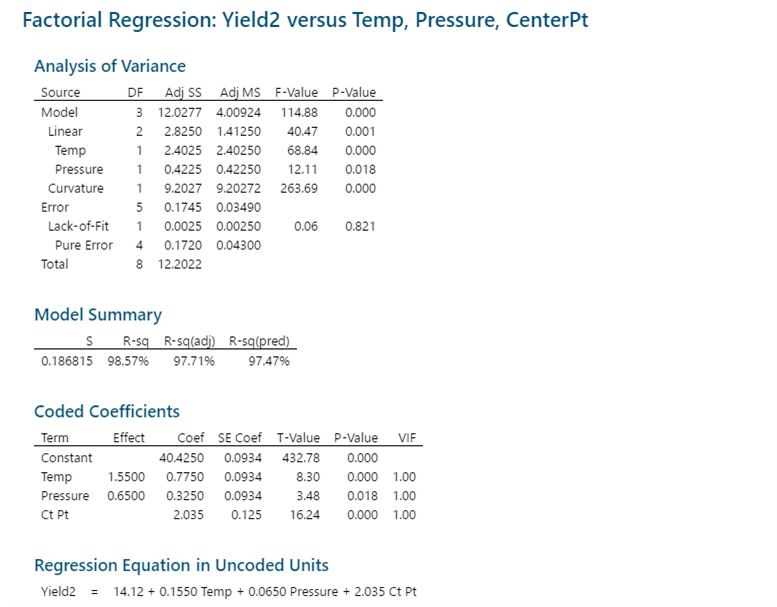 Factorial Regression: Yield2 versus Temp, Pressure, CenterPt
Analysis of Variance
Source DF Adj SS Adj MS F-Value P-Value
Model 3 12.0277 4.00924 114.88 0.000
Linear 2 2.8250 1.41250 40.47 0.001
Temp 1 2.4025 2.40250 68.84 0.000
Pressure 1 0.4225 0.42250 12.11 0.018
Curvature 1 9.2027 9.20272 263.69 0.000
Error 5 0.1745 0.03490
Lack-of-Fit 1 0.0025 0.00250 0.06 0.821
Pure Error 4 0.1720 0.04300
Total 8 12.2022
Model Summary
S R-sq R-sq(adj) R-sq(pred)
0.186815 98.57% 97.71% 97.47%
Coded Coefficients
Term Effect Coef SE Coef T-Value P-Value VIF
Constant 40.4250 0.0934 432.78 0.000
Temp 1.5500 0.7750 0.0934 8.30 0.000 1.00
Pressure 0.6500 0.3250 0.0934 3.48 0.018 1.00
Ct Pt 2.035 0.125 16.24 0.000 1.00
Regression Equation in Uncoded Units
Yield2 = 14.12 + 0.1550 Temp + 0.0650 Pressure + 2.035 Ct Pt